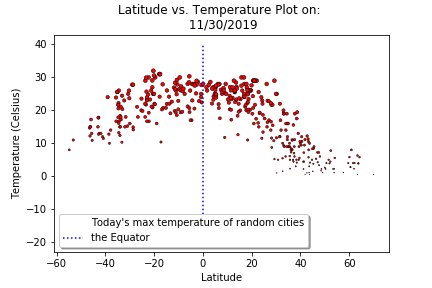 Latitude vs. Temperature Plot on:
11/30/2019
Temperature (Celsius)
40
30
20
10
0
−10
−20
Today's max temperature of random cities
the Equator
−60 −40 −20 0 20 40 60
Latitude